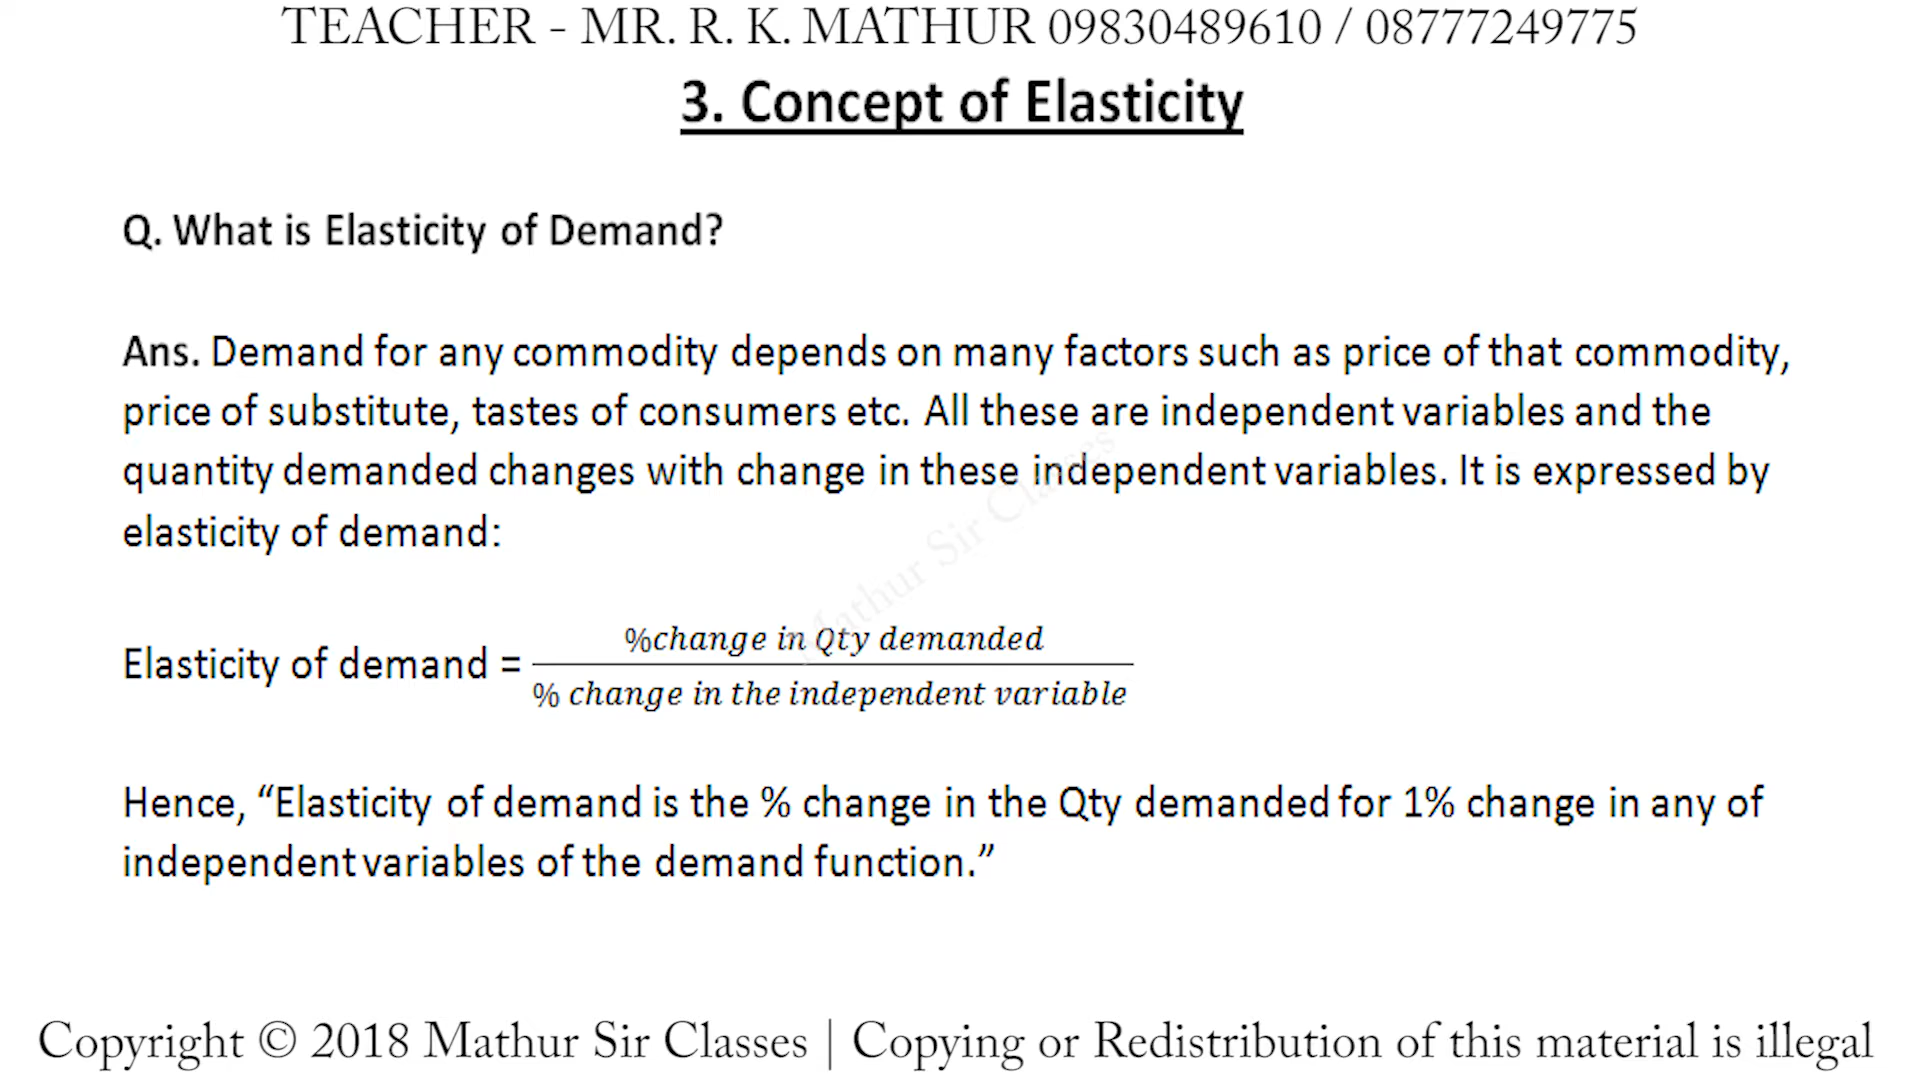 TEACHER - MR. R. K. MATHUR 09830489610 / 08777249775
3. Concept of Elasticity
Q. What is Elasticity of Demand?
Ans. Demand for any commodity depends on many factors such as price of that commodity,
price of substitute, tastes of consumers etc. All these are independent variables and the
quantity demanded changes with change in these independent variables. It is expressed by
elasticity of demand:
Mathur Sir Classes
%change in Qty demanded
Elasticity of demand =
% change in the independent variable
Hence, “Elasticity of demand is the % change in the Qty demanded for 1% change in any of
independent variables of the demand function.”
Copyright © 2018 Mathur Sir Classes | Copying or Redistribution of this material is illegal